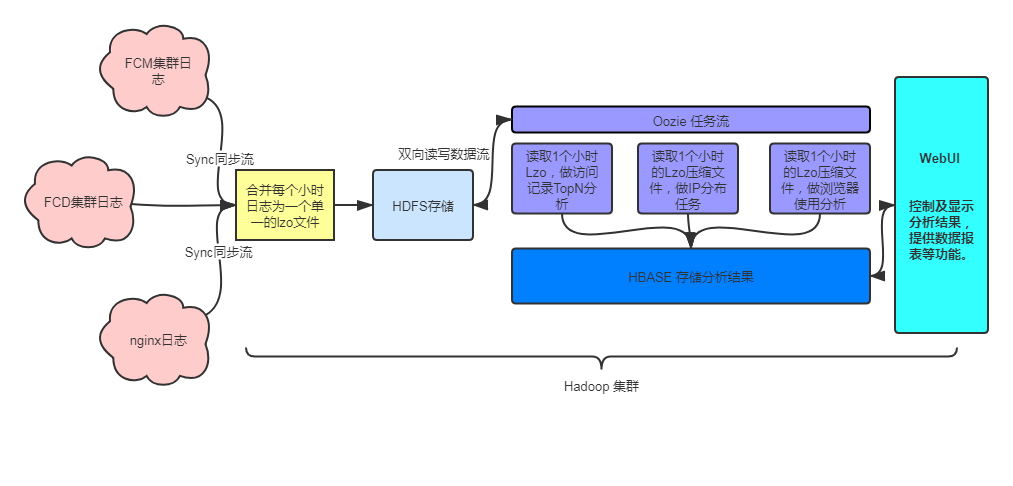 FCM集群日
志
Sync同步流
FCD集群日志
Sync同步流
nginx日志
合并每个小时
日志为一个单
一的lzo文件
HDFS存储
双向读写数据流
Oozie 任务流
读取1个小时
Lzo，做访问
记录TopN分
析
读取1个小时
的Lzo压缩文
件，做IP分布
任务
读取1个小时
的Lzo压缩文
件，做浏览器
使用分析
HBASE 存储分析结果
WebUI
控制及显示
分析结果，
提供数据报
表等功能。
Hadoop 集群